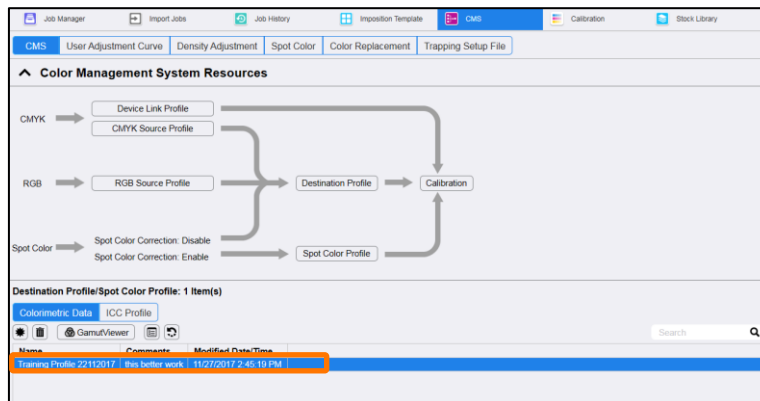 Job Manager Import Jobs Job History Imposition Template CMS Calibration Stock Library
CMS User Adjustment Curve Density Adjustment Spot Color Color Replacement Trapping Setup File
Color Management System Resources
Device Link Profile
CMYK
CMYK Source Profile
RGB RGB Source Profile Destination Profile Calibration
Spot Color Correction: Disable
Spot Color
Spot Color Correction: Enable Spot Color Profile
Destination Profile/Spot Color Profile: 1 Item(s)
Colorimetric Data ICC Profile
GamutViewer Search
Name Comments Modified Date/Time
Training Profile 22112017 this better work 11/27/2017 2:45:19 PM